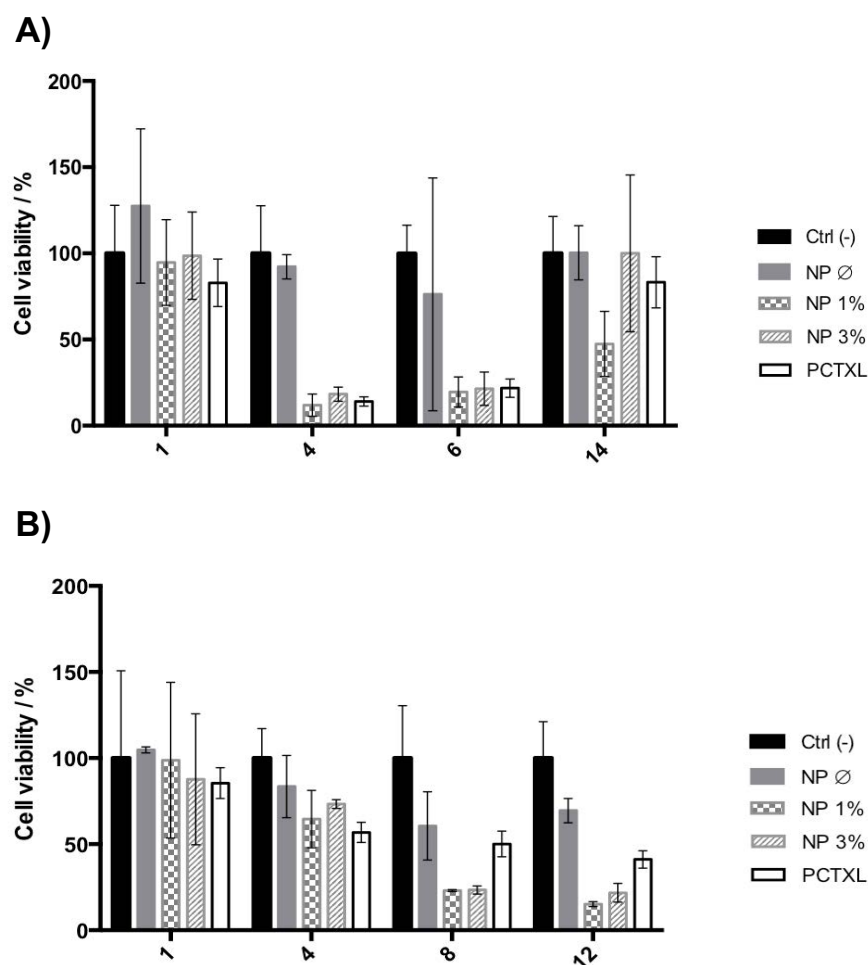 A)
200
150
100
50
0
Cell viability / %
1 4 6 14
Ctrl (-)
NP ∅
NP 1%
NP 3%
PCTXL
B)
200
150
100
50
0
Cell viability / %
1 4 8 12
Ctrl (-)
NP ∅
NP 1%
NP 3%
PCTXL